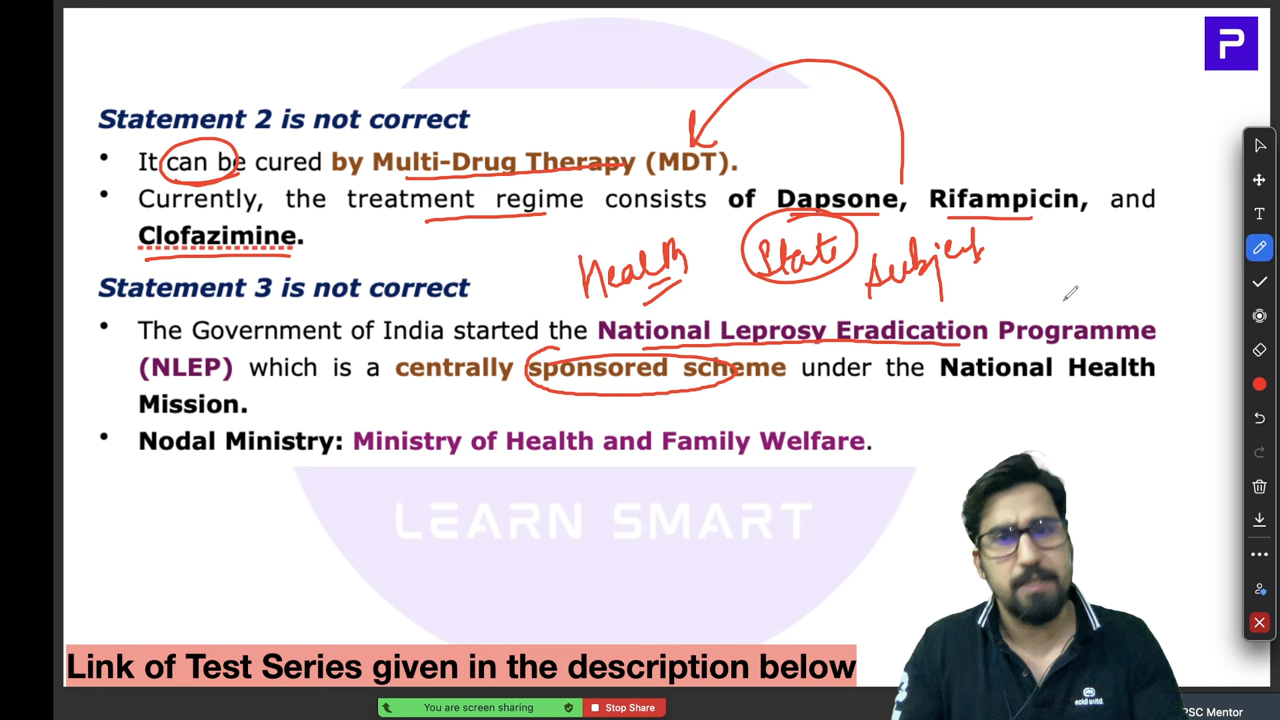 P
Statement 2 is not correct
• It can be cured by Multi-Drug Therapy (MDT).
• Currently, the treatment regime consists of Dapsone, Rifampicin, and
Clofazimine.
Health State Subject
Statement 3 is not correct
• The Government of India started the National Leprosy Eradication Programme
(NLEP) which is a centrally sponsored scheme under the National Health
Mission.
• Nodal Ministry: Ministry of Health and Family Welfare.
LEARN SMART
Link of Test Series given in the description below
You are screen sharing Stop Share
PSC Mentor